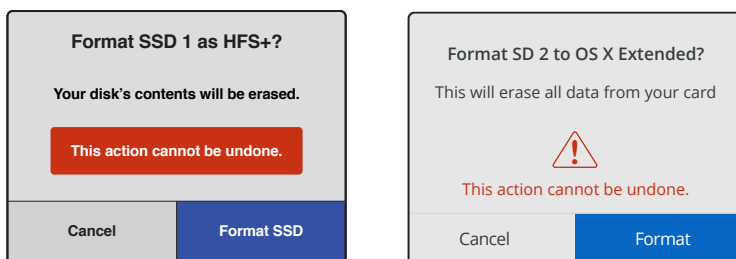 Format SSD 1 as HFS+?
Your disk's contents will be erased.
This action cannot be undone.
Cancel
Format SSD
Format SD 2 to OS X Extended?
This will erase all data from your card
This action cannot be undone.
Cancel
Format